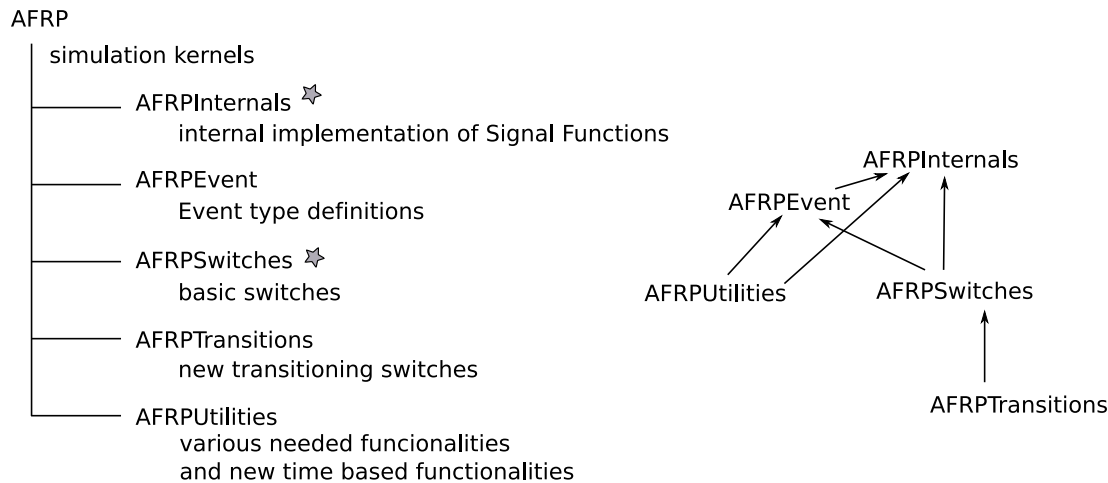 AFRP
simulation kernels
AFRPInternals
internal implementation of Signal Functions
AFRPEvent
Event type definitions
AFRPSwitches
basic switches
AFRPTransitions
new transitioning switches
AFRPUtilities
various needed funcionalities
and new time based functionalities
AFRPInternals
AFRPEvent
AFRPUtilities
AFRPSwitches
AFRPTransitions